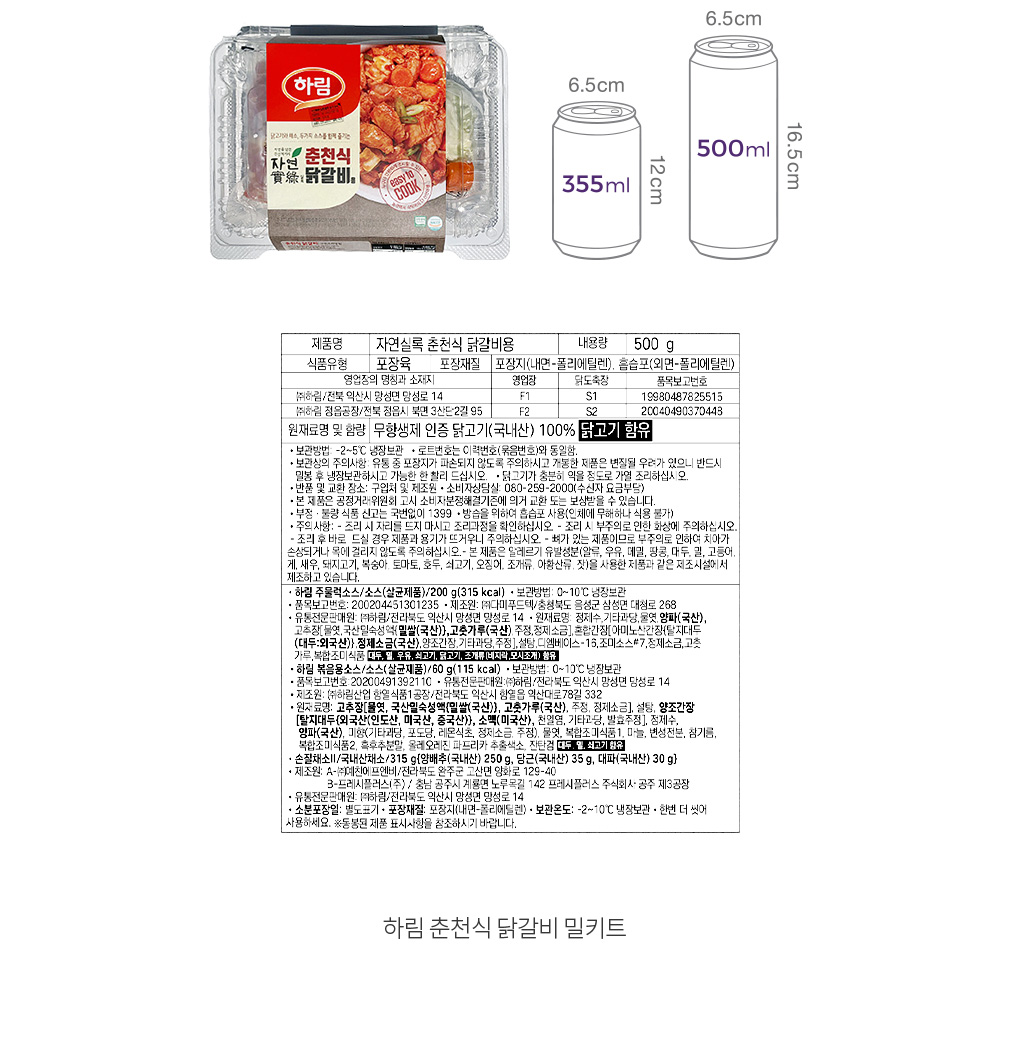 6.5cm
6.5cm
하림
닭고기와 채소, 두가지 소스를 함께 즐기는
자연
實綠
춘천식
닭갈비용
easy to
COOK
500ml
16.5cm
355ml
12cm
제품명 자연실록 춘천식 닭갈비용 내용량 500 g
식품유형 포장육 포장재질 포장지(내면-폴리에틸렌), 흡습포(외면-폴리에틸렌)
영업장의 명칭과 소재지 영업장 닭도축장 품목보고번호
㈜하림/전북 익산시 망성면 망성로 14 F1 S1 19980487825515
㈜하림 정읍공장/전북 정읍시 북면 3산단2길 95 F2 S2 20040490370448
원재료명 및 함량 무항생제 인증 닭고기(국내산) 100% 닭고기 함유
• 보관방법: -2~5℃ 냉장보관 • 로트번호는 이력번호(묶음번호)와 동일함.
• 보관상의 주의사항: 유통 중 포장지가 파손되지 않도록 주의하시고 개봉한 제품은 변질될 우려가 있으니 반드시
밀봉 후 냉장보관하시고 가능한 한 빨리 드십시오. • 닭고기가 충분히 익을 정도로 가열 조리하십시오.
• 반품 및 교환 장소: 구입처 및 제조원 • 소비자상담실: 080-259-2000(수신자 요금부담)
• 본 제품은 공정거래위원회 고시 소비자분쟁해결기준에 의거 교환 또는 보상받을 수 있습니다.
• 부정·불량 식품 신고는 국번없이 1399 • 방습을 위하여 흡습포 사용(인체에 무해하나 식용 불가)
• 주의사항: - 조리 시 자리를 뜨지 마시고 조리과정을 확인하십시오. - 조리 시 부주의로 인한 화상에 주의하십시오.
- 조리 후 바로 드실 경우 제품과 용기가 뜨거우니 주의하십시오. - 뼈가 있는 제품이므로 부주의로 인하여 치아가
손상되거나 목에 걸리지 않도록 주의하십시오.- 본 제품은 알레르기 유발성분(알류, 우유, 메밀, 땅콩, 대두, 밀, 고등어,
게, 새우, 돼지고기, 복숭아, 토마토, 호두, 쇠고기, 오징어, 조개류, 아황산류, 잣)을 사용한 제품과 같은 제조시설에서
제조하고 있습니다.
• 하림 주물럭소스/소스(살균제품)/200 g(315 kcal) • 보관방법: 0~10℃ 냉장보관
• 품목보고번호: 200204451301235 • 제조원: ㈜다미푸드텍/충청북도 음성군 삼성면 대청로 268
• 유통전문판매원: ㈜하림/전라북도 익산시 망성면 망성로 14 • 원재료명: 정제수,기타과당,물엿,양파(국산),
고추장[물엿,국산밀숙성액{밀쌀(국산)},고춧가루(국산),주정,정제소금],혼합간장[아미노산간장{탈지대두
(대두:외국산)},정제소금(국산),양조간장,기타과당,주정],설탕,디엠베이스-16,조미소스#7,정제소금,고춧
가루,복합조미식품 대두, 밀, 우유, 쇠고기, 닭고기, 조개류(바지락, 모시조개) 함유
• 하림 볶음용소스/소스(살균제품)/60 g(115 kcal) • 보관방법: 0~10℃ 냉장보관
• 품목보고번호 20200491392110 • 유통전문판매원:㈜하림/전라북도 익산시 망성면 망성로 14
• 제조원: ㈜하림산업 함열식품1공장/전라북도 익산시 함열읍 익산대로78길 332
• 원재료명: 고추장[물엿, 국산밀숙성액{밀쌀(국산)}, 고춧가루(국산), 주정, 정제소금], 설탕, 양조간장
[탈지대두{외국산(인도산, 미국산, 중국산)}, 소맥(미국산), 천일염, 기타과당, 발효주정], 정제수,
양파(국산), 미향(기타과당, 포도당, 레몬식초, 정제소금, 주정), 물엿, 복합조미식품1, 마늘, 변성전분, 참기름,
복합조미식품2, 흑후추분말, 올레오레진 파프리카 추출색소, 잔탄검 대두, 밀, 쇠고기 함유
• 손질채소II/국내산채소/315 g{양배추(국내산) 250 g, 당근(국내산) 35 g, 대파(국내산) 30 g}
• 제조원: A-㈜예찬에프엔비/전라북도 완주군 고산면 양화로 129-40
B-프레시플러스(주) / 충남 공주시 계룡면 노루목길 142 프레시플러스 주식회사 공주 제3공장
• 유통전문판매원: ㈜하림/전라북도 익산시 망성면 망성로 14
• 소분포장일: 별도표기 • 포장재질: 포장지(내면-폴리에틸렌) • 보관온도: -2~10℃ 냉장보관 • 한번 더 씻어
사용하세요. ※동봉된 제품 표시사항을 참조하시기 바랍니다.
하림 춘천식 닭갈비 밀키트